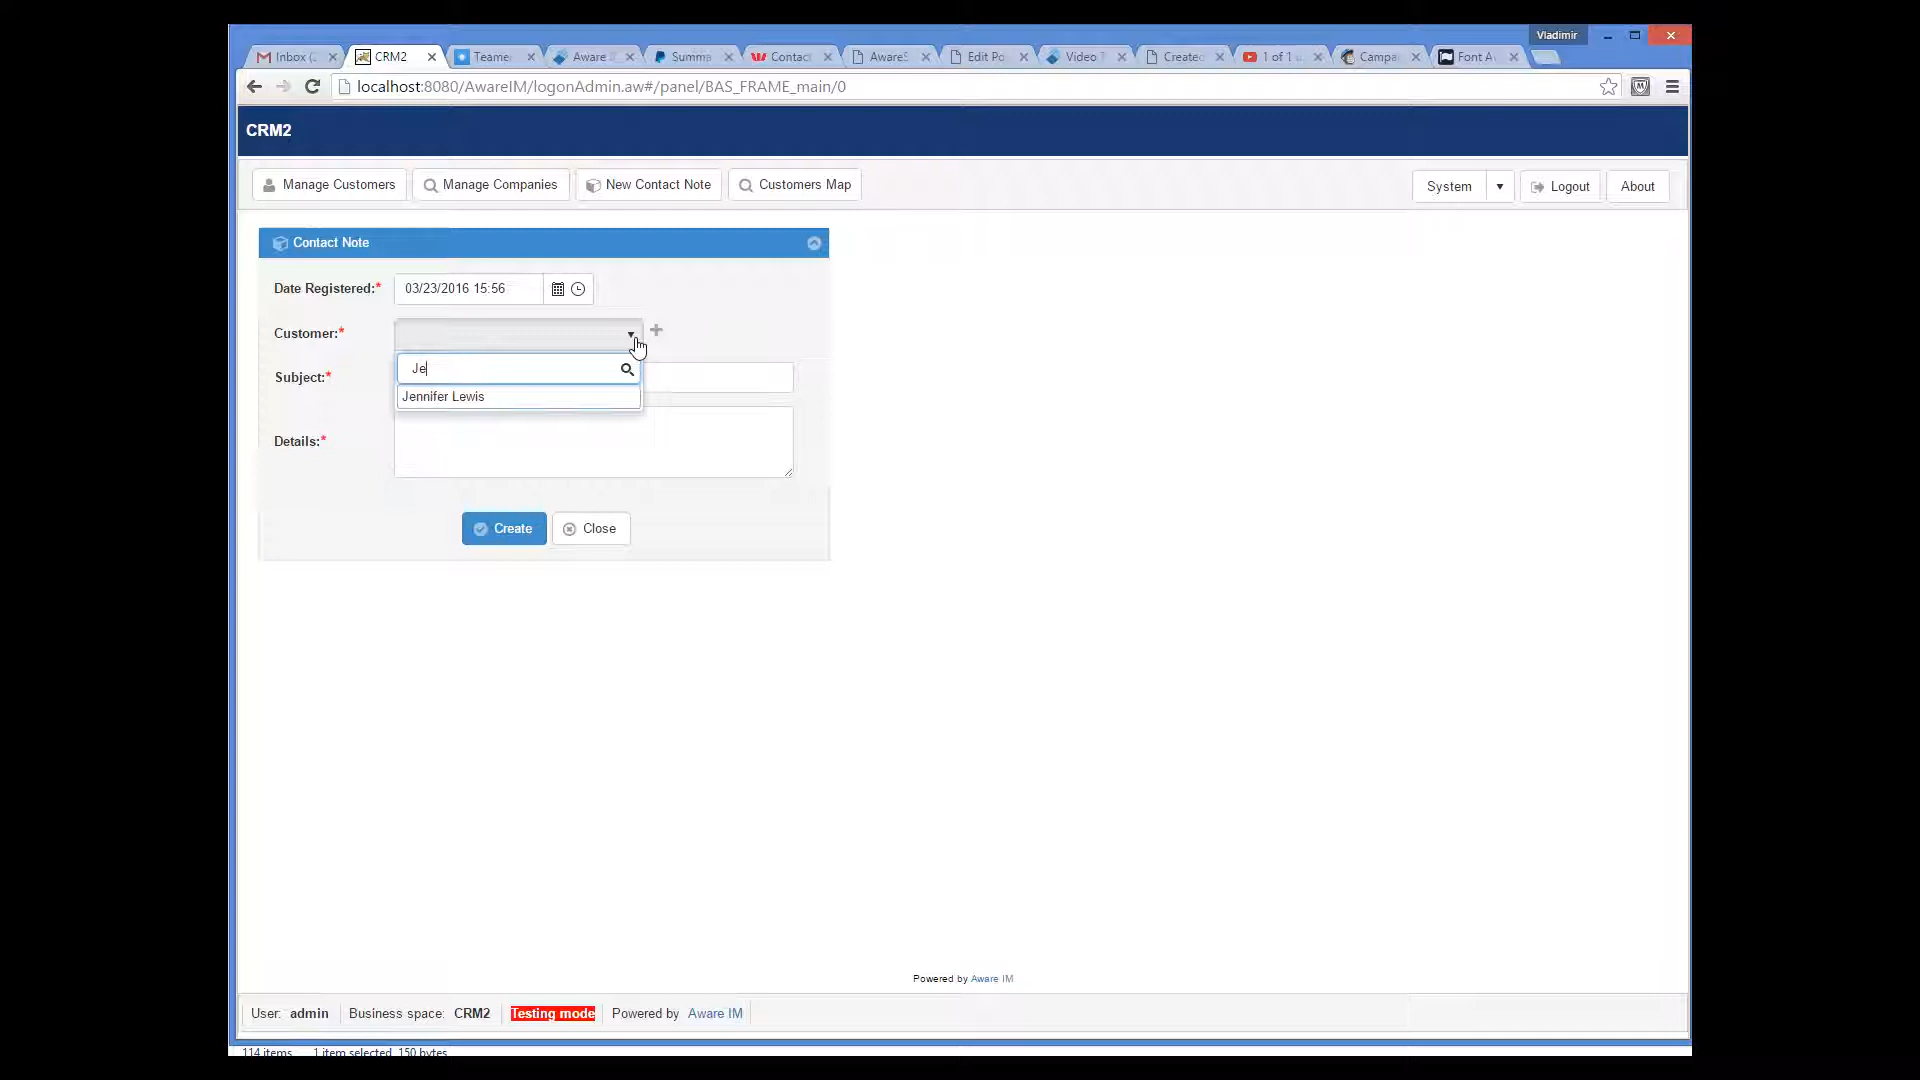 Vladimir
Inbox (
CRM2
Teame
Aware
Summa
Contac
AwareS
Edit Po
Video T
Created
1 of 1
Campa
Font A
localhost:8080/AwareIM/logonAdmin.aw#/panel/BAS_FRAME_main/0
CRM2
Manage Customers
Manage Companies
New Contact Note
Customers Map
System
Logout
About
Contact Note
Date Registered:*
03/23/2016 15:56
Customer:*
Je
Subject:*
Jennifer Lewis
Details:*
Create
Close
Powered by Aware IM
User: admin
Business space: CRM2
Testing mode
Powered by Aware IM
114 items 1 item selected 150 bytes